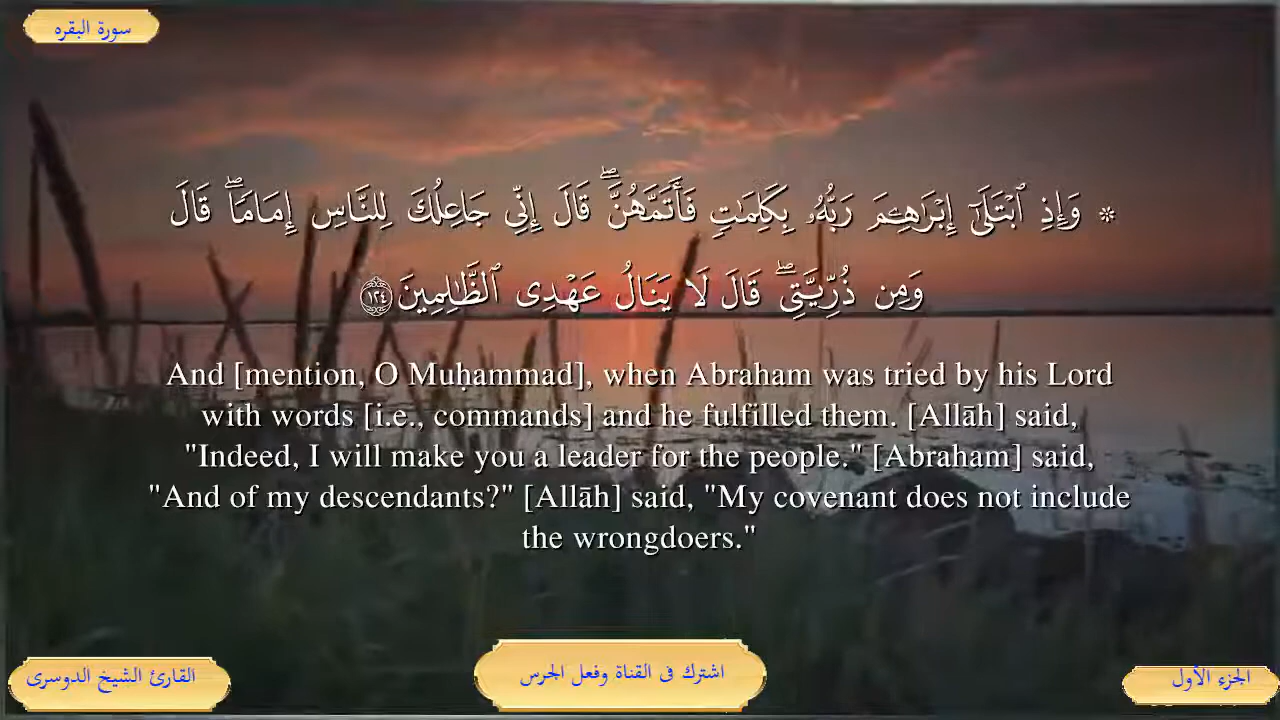 سورة البقره
۞ وَإِذِ ٱبْتَلَىٰٓ إِبْرَٰهِـۧمَ رَبُّهُۥ بِكَلِمَـٰتٍ فَأَتَمَّهُنَّ ۖ قَالَ إِنِّى جَاعِلُكَ لِلنَّاسِ إِمَامًا ۖ قَالَ
وَمِن ذُرِّيَّتِى ۖ قَالَ لَا يَنَالُ عَهْدِى ٱلظَّـٰلِمِينَ ١٢٤
And [mention, O Muḥammad], when Abraham was tried by his Lord
with words [i.e., commands] and he fulfilled them. [Allāh] said,
"Indeed, I will make you a leader for the people." [Abraham] said,
"And of my descendants?" [Allāh] said, "My covenant does not include
the wrongdoers."
الجزء الأول
اشترك فى القناة وفعل الجرس
القارئ الشيخ الدوسرى